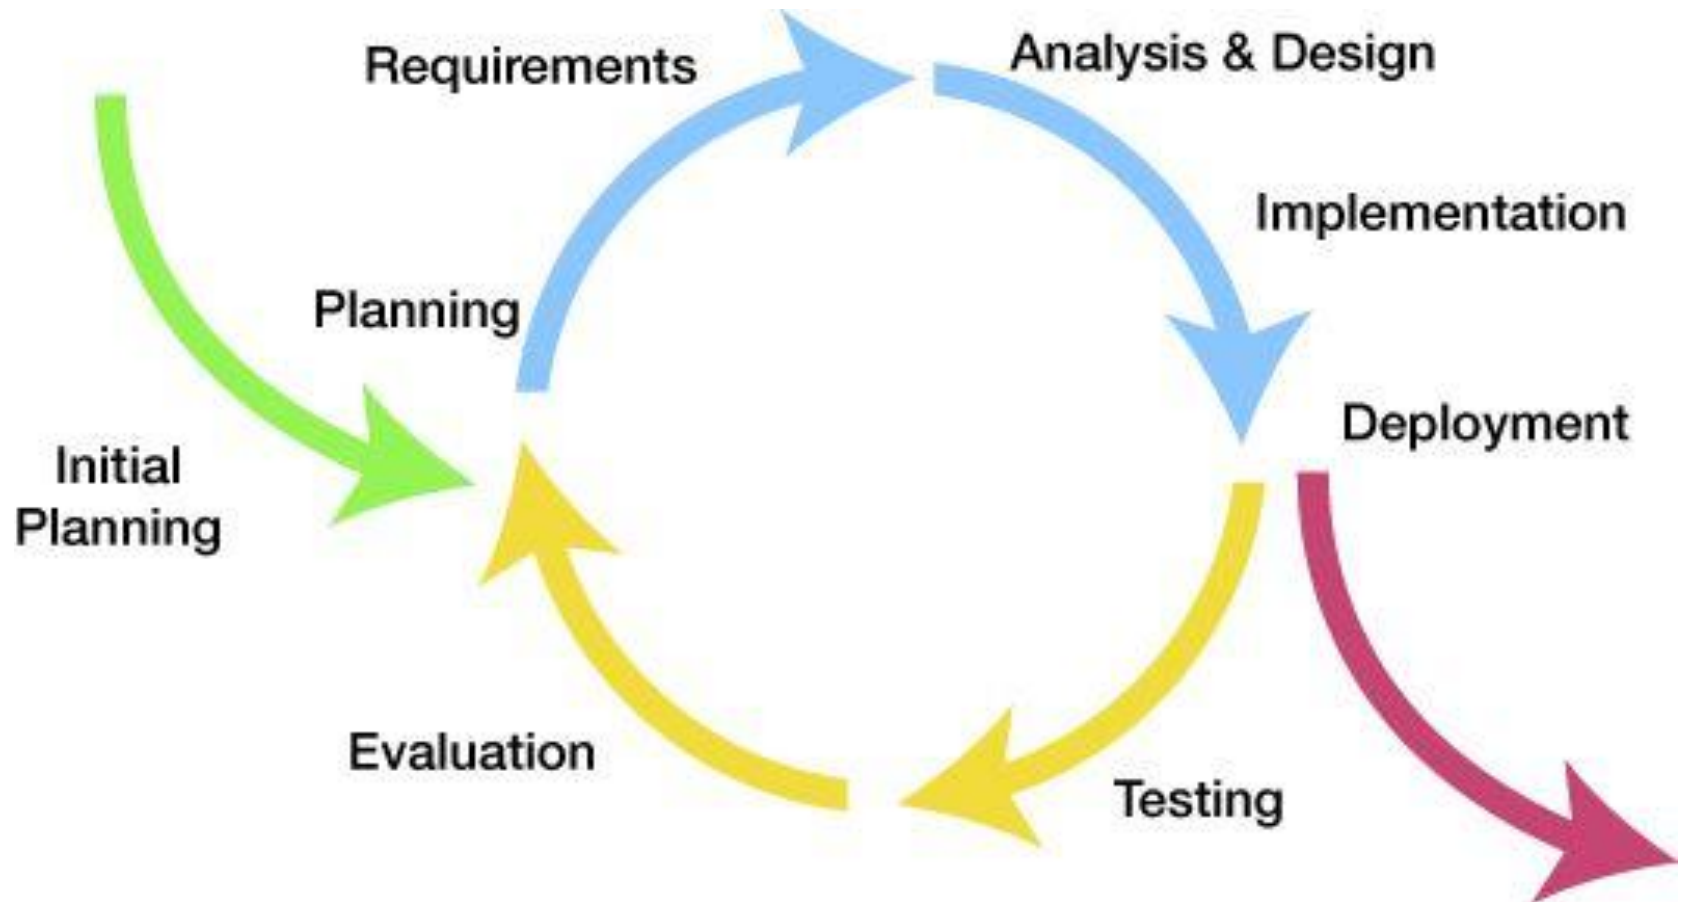 Requirements
Analysis & Design
Implementation
Planning
Deployment
Initial
Planning
Evaluation
Testing